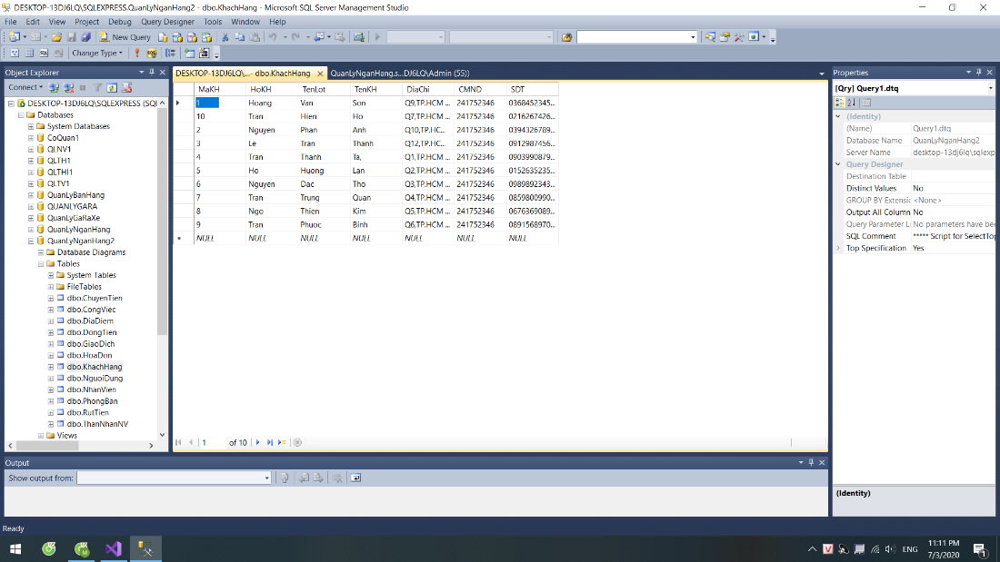 DESKTOP-13DJ6LQ\SQLEXPRESS.QuanLyNganHang2 - dbo.KhachHang - Microsoft SQL Server Management Studio
File Edit View Project Debug Query Designer Tools Window Help
New Query
Change Type
Object Explorer
Connect
DESKTOP-13DJ6LQ\SQLEXPRESS (SQL
Databases
System Databases
CoQuan1
QLNV1
QLTH1
QLTHI1
QLTV1
QuanLyBanHang
QUANLYGARA
QuanLyGaRaXe
QuanLyNganHang
QuanLyNganHang2
Database Diagrams
Tables
System Tables
FileTables
dbo.ChuyenTien
dbo.CongViec
dbo.DiaDiem
dbo.DongTien
dbo.GiaoDich
dbo.HoaDon
dbo.KhachHang
dbo.NguoiDung
dbo.NhanVien
dbo.PhongBan
dbo.RutTien
dbo.ThanNhanNV
Views
DESKTOP-13DJ6LQ\...- dbo.KhachHang QuanLyNganHang.s...DJ6LQ\Admin (55))
MaKH HoKH TenLot TenKH DiaChi CMND SDT
1 Hoang Van Son Q9,TP.HCM ... 241752346 0368452345...
10 Tran Hien Ho Q7,TP.HCM ... 241752346 0216267426...
2 Nguyen Phan Anh Q10,TP.HC... 241752346 0394326789...
3 Le Tran Thanh Q12,TP.HC... 241752346 0912987456...
4 Tran Thanh Ta, Q1,TP.HCM ... 241752346 0903990879...
5 Ho Huong Lan Q2,TP.HCM ... 241752346 0152635235...
6 Nguyen Dac Tho Q3,TP.HCM ... 241752346 0989892343...
7 Tran Trung Quan Q4,TP.HCM ... 241752346 0859800990...
8 Ngo Thien Kim Q5,TP.HCM ... 241752346 0676369089...
9 Tran Phuoc Binh Q6,TP.HCM ... 241752346 0891568970...
NULL NULL NULL NULL NULL NULL NULL
1 of 10
Properties
[Qry] Query1.dtq
(Identity)
(Name) Query1.dtq
Database Name QuanLyNganHang2
Server Name desktop-13dj6lq\sqlexp
Query Designer
Destination Table
Distinct Values No
GROUP BY Extensi <None>
Output All Column No
Query Parameter Li No parameters have bee
SQL Comment ***** Script for SelectTop
Top Specification Yes
(Identity)
Output
Show output from:
Ready
ENG
11:11 PM
7/3/2020
1